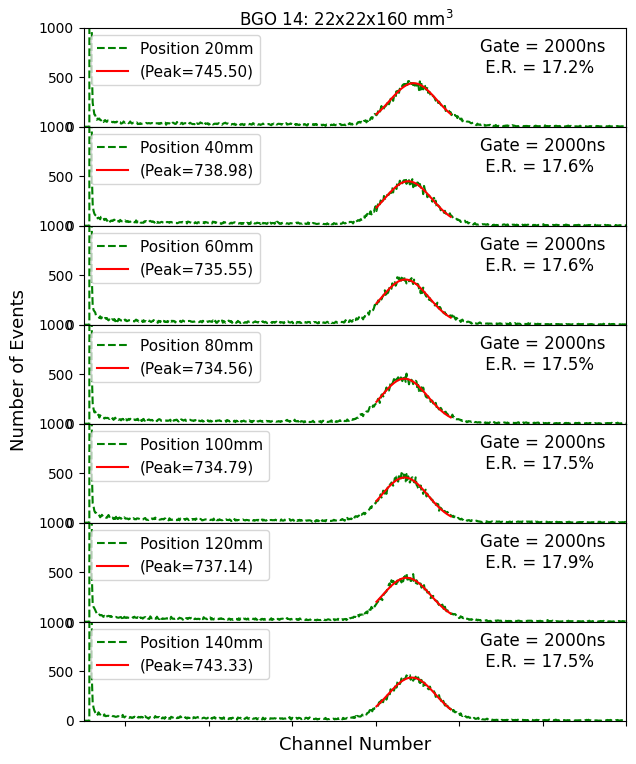 BGO 14: 22x22x160 mm³
1000
Position 20mm
Gate = 2000ns
500
(Peak=745.50)
E.R. = 17.2%
0
1000
Position 40mm
Gate = 2000ns
500
(Peak=738.98)
E.R. = 17.6%
0
1000
Position 60mm
Gate = 2000ns
500
(Peak=735.55)
E.R. = 17.6%
0
1000
Position 80mm
Gate = 2000ns
500
(Peak=734.56)
E.R. = 17.5%
0
1000
Position 100mm
Gate = 2000ns
500
(Peak=734.79)
E.R. = 17.5%
0
1000
Position 120mm
Gate = 2000ns
500
(Peak=737.14)
E.R. = 17.9%
0
1000
Position 140mm
Gate = 2000ns
500
(Peak=743.33)
E.R. = 17.5%
0
Number of Events
Channel Number